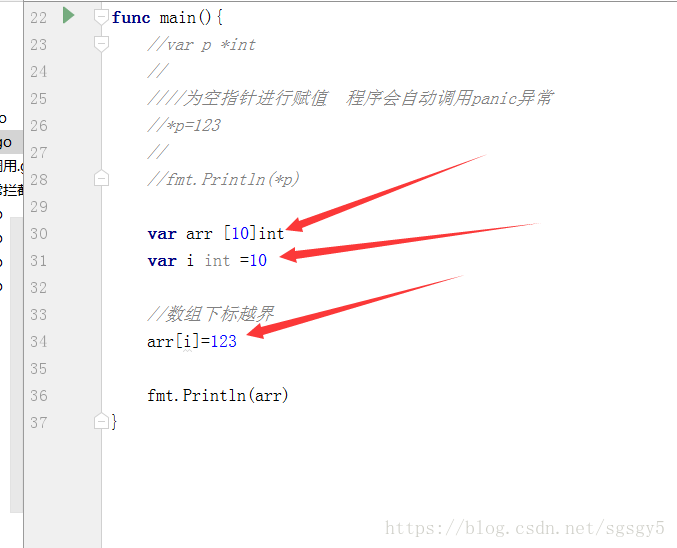 22 func main(){
23 //var p *int
24 //
25 ////为空指针进行赋值 程序会自动调用panic异常
26 //*p=123
27 //
28 //fmt.Println(*p)
29
30 var arr [10]int
31 var i int =10
32
33 //数组下标越界
34 arr[i]=123
35
36 fmt.Println(arr)
37 }
o
go
用.g
o
o
o
o
https://blog.csdn.net/sgsgy5